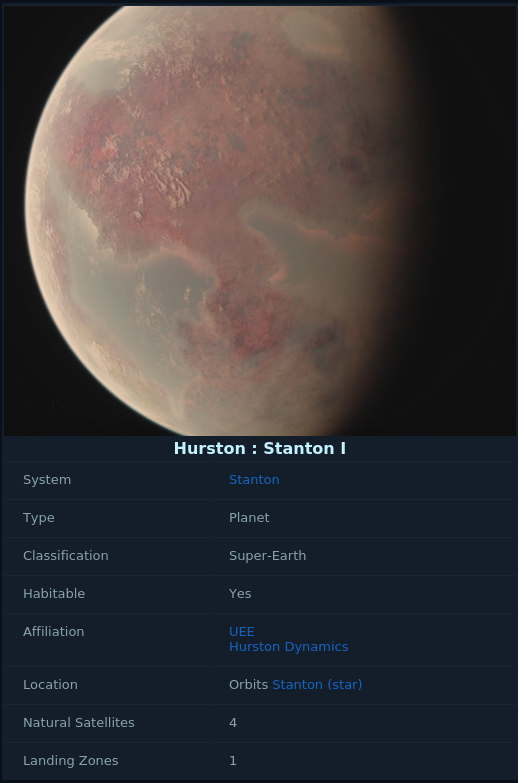 Hurston : Stanton I
System Stanton
Type Planet
Classification Super-Earth
Habitable Yes
Affiliation UEE
Hurston Dynamics
Location Orbits Stanton (star)
Natural Satellites 4
Landing Zones 1